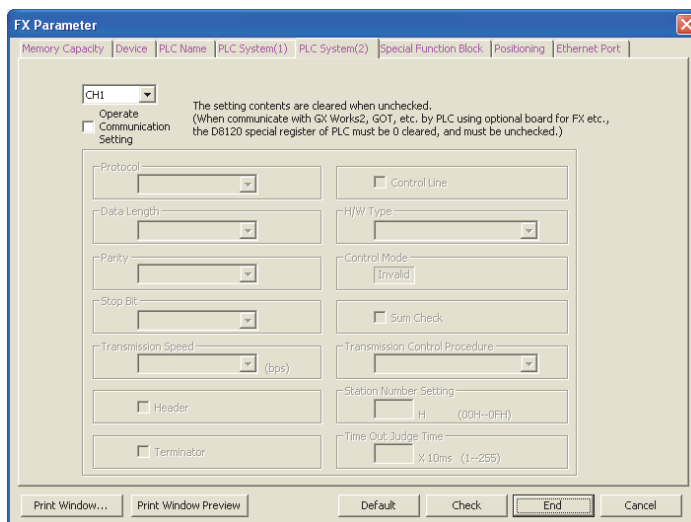 FX Parameter
Memory Capacity Device PLC Name PLC System(1) PLC System(2) Special Function Block Positioning Ethernet Port
CH1
Operate
Communication
Setting
The setting contents are cleared when unchecked.
(When communicate with GX Works2, GOT, etc. by PLC using optional board for FX etc.,
the D8120 special register of PLC must be 0 cleared, and must be unchecked.)
Protocol
Control Line
Data Length
H/W Type
Parity
Control Mode
Invalid
Stop Bit
Sum Check
Transmission Speed
(bps)
Transmission Control Procedure
Header
Station Number Setting
H (00H--0FH)
Terminator
Time Out Judge Time
X 10ms (1--255)
Print Window... Print Window Preview Default Check End Cancel